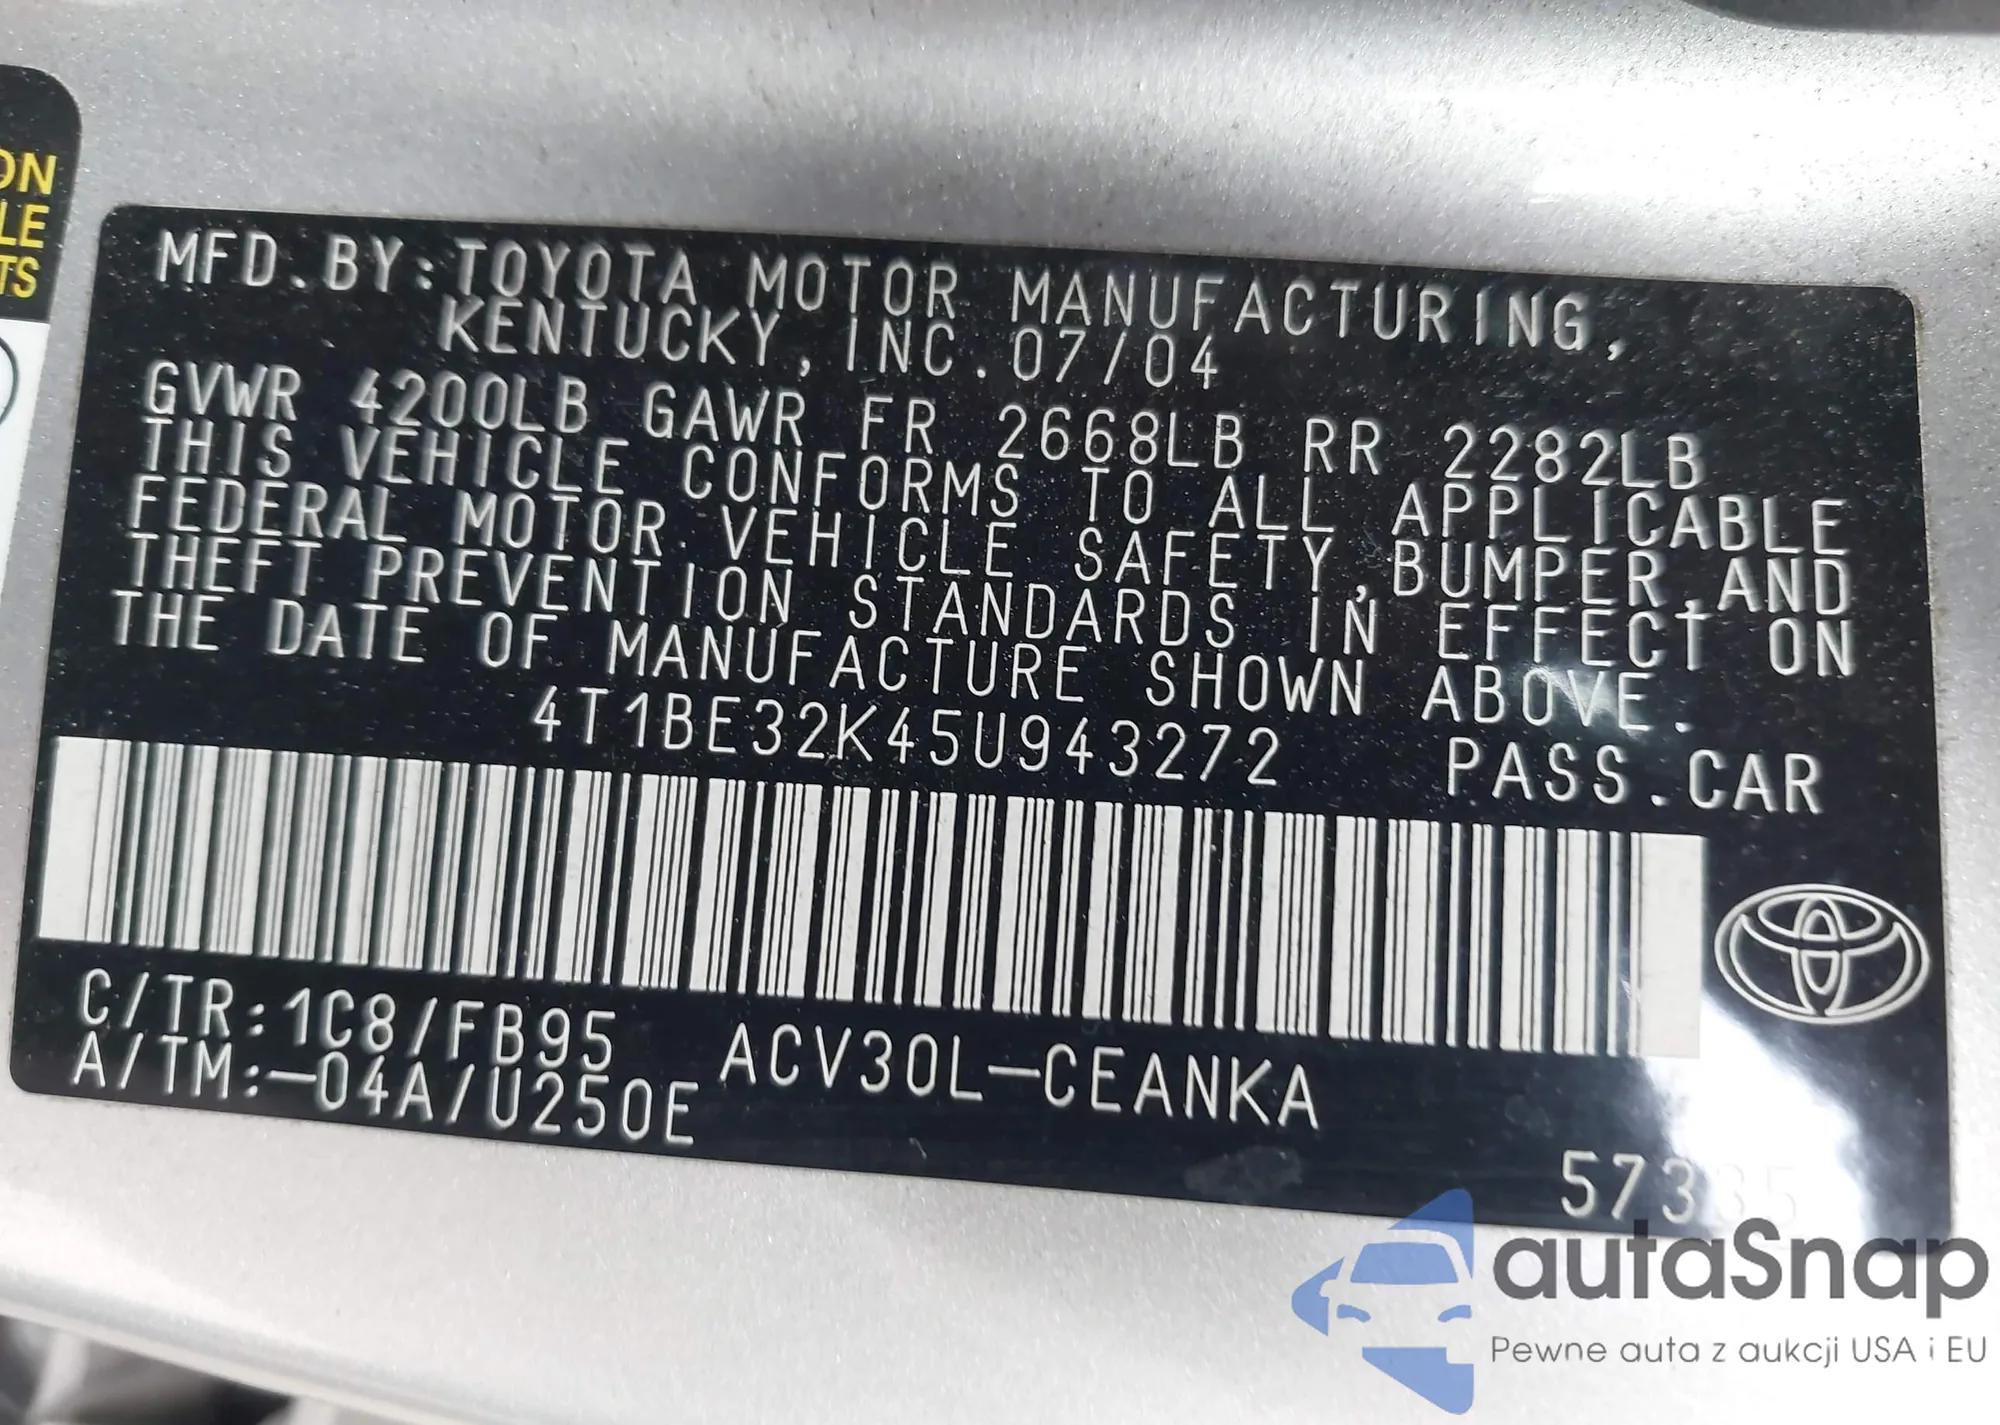 ON
LE
TS
MFD.BY:TOYOTA MOTOR MANUFACTURING,
KENTUCKY, INC.07/04
GVWR 4200LB GAWR FR 2668LB RR 2282LB
THIS VEHICLE CONFORMS TO ALL APPLICABLE
FEDERAL MOTOR VEHICLE SAFETY,BUMPER,AND
THEFT PREVENTION STANDARDS IN EFFECT ON
THE DATE OF MANUFACTURE SHOWN ABOVE.
4T1BE32K45U943272 PASS.CAR
C/TR:1C8/FB95 ACV30L-CEANKA
A/TM:-04A/U250E
57335
autaSnap
Pewne auta z aukcji USA i EU